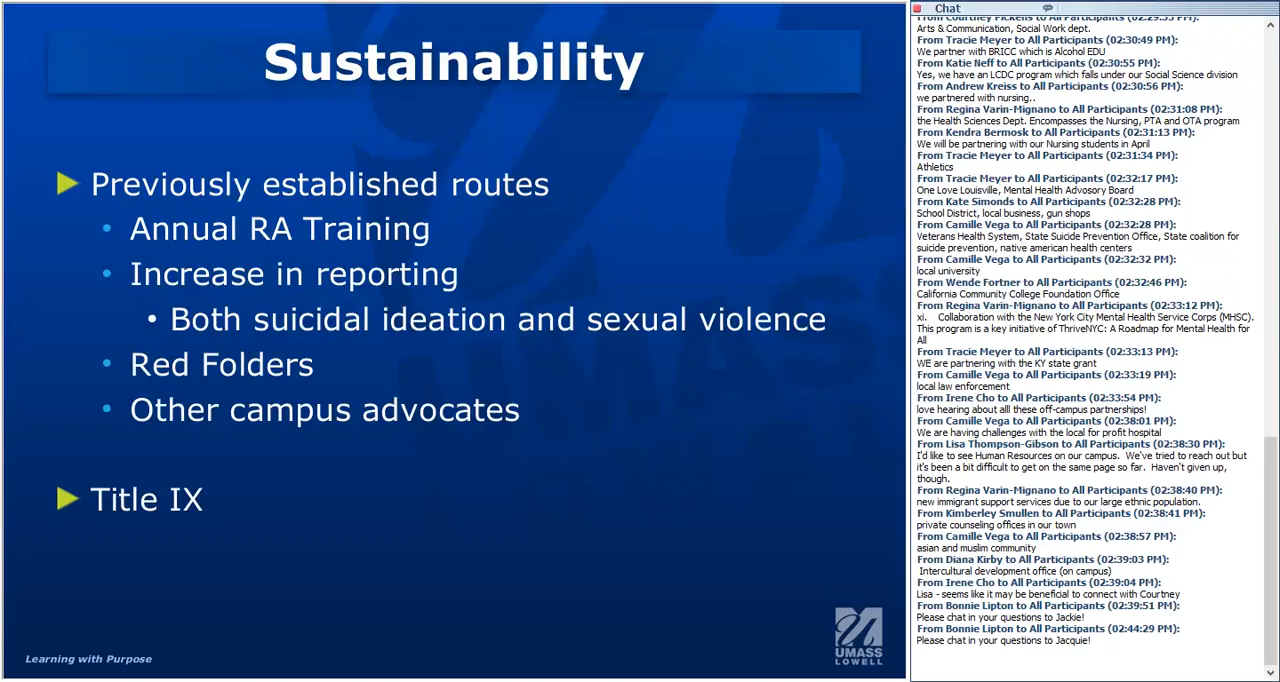 Sustainability
Previously established routes
Annual RA Training
Increase in reporting
Both suicidal ideation and sexual violence
Red Folders
Other campus advocates
Title IX
Learning with Purpose
UMASS
LOWELL
Chat
From Courtney Pickens to All Participants (02:29:55 PM):
Arts & Communication, Social Work dept.
From Tracie Meyer to All Participants (02:30:49 PM):
We partner with BRICC which is Alcohol EDU
From Katie Neff to All Participants (02:30:55 PM):
Yes, we have an LCDC program which falls under our Social Science division
From Andrew Kreiss to All Participants (02:30:56 PM):
we partnered with nursing..
From Regina Varin-Mignano to All Participants (02:31:08 PM):
the Health Sciences Dept. Encompasses the Nursing, PTA and OTA program
From Kendra Bermosk to All Participants (02:31:13 PM):
We will be partnering with our Nursing students in April
From Tracie Meyer to All Participants (02:31:34 PM):
Athletics
From Tracie Meyer to All Participants (02:32:17 PM):
One Love Louisville, Mental Health Advosory Board
From Kate Simonds to All Participants (02:32:28 PM):
School District, local business, gun shops
From Camille Vega to All Participants (02:32:28 PM):
Veterans Health System, State Suicide Prevention Office, State coalition for
suicide prevention, native american health centers
From Camille Vega to All Participants (02:32:32 PM):
local university
From Wende Fortner to All Participants (02:32:46 PM):
California Community College Foundation Office
From Regina Varin-Mignano to All Participants (02:33:12 PM):
xi. Collaboration with the New York City Mental Health Service Corps (MHSC).
This program is a key initiative of ThriveNYC: A Roadmap for Mental Health for
All
From Tracie Meyer to All Participants (02:33:13 PM):
WE are partnering with the KY state grant
From Camille Vega to All Participants (02:33:19 PM):
local law enforcement
From Irene Cho to All Participants (02:33:54 PM):
love hearing about all these off-campus partnerships!
From Camille Vega to All Participants (02:38:01 PM):
We are having challenges with the local for profit hospital
From Lisa Thompson-Gibson to All Participants (02:38:30 PM):
I'd like to see Human Resources on our campus. We've tried to reach out but
it's been a bit difficult to get on the same page so far. Haven't given up,
though.
From Regina Varin-Mignano to All Participants (02:38:40 PM):
new immigrant support services due to our large ethnic population.
From Kimberley Smullen to All Participants (02:38:41 PM):
private counseling offices in our town
From Camille Vega to All Participants (02:38:57 PM):
asian and muslim community
From Diana Kirby to All Participants (02:39:03 PM):
Intercultural development office (on campus)
From Irene Cho to All Participants (02:39:04 PM):
Lisa - seems like it may be beneficial to connect with Courtney
From Bonnie Lipton to All Participants (02:39:51 PM):
Please chat in your questions to Jackie!
From Bonnie Lipton to All Participants (02:44:29 PM):
Please chat in your questions to Jacquie!